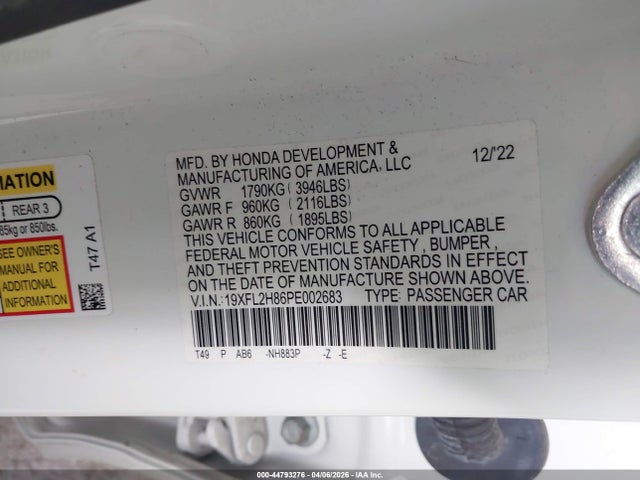 MFD. BY HONDA DEVELOPMENT & 12/'22
MANUFACTURING OF AMERICA, LLC
GVWR 1790KG ( 3946LBS)
GAWR F 960KG ( 2116LBS)
GAWR R 860KG ( 1895LBS)
THIS VEHICLE CONFORMS TO ALL APPLICABLE
FEDERAL MOTOR VEHICLE SAFETY , BUMPER ,
AND THEFT PREVENTION STANDARDS IN EFFECT
ON THE DATE OF MANUFACTURE SHOWN ABOVE.
V.I.N.:19XFL2H86PE002683 TYPE: PASSENGER CAR
T49 P AB6 -NH883P -Z -E
MATION
REAR 3
85kg or 850lbs.
SEE OWNER'S
MANUAL FOR
ADDITIONAL
INFORMATION
T47 A1
000-44793276 - 04/06/2026 - IAA Inc.